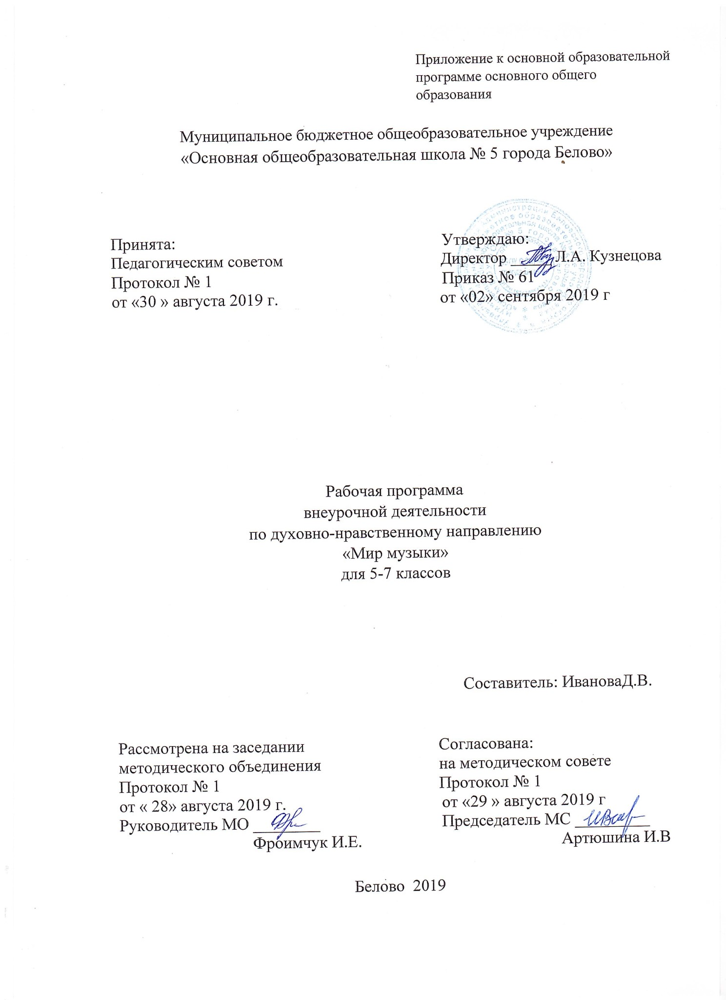 Приложение к основной образовательной
программе основного общего
образования
Муниципальное бюджетное общеобразовательное учреждение
«Основная общеобразовательная школа № 5 города Белово»
Принята:
Педагогическим советом
Протокол № 1
от «30 » августа 2019 г.
Утверждаю:
Директор ______ Л.А. Кузнецова
Приказ № 61
от «02» сентября 2019 г
Рабочая программа
внеурочной деятельности
по духовно-нравственному направлению
«Мир музыки»
для 5-7 классов
Составитель: ИвановаД.В.
Рассмотрена на заседании
методического объединения
Протокол № 1
от « 28» августа 2019 г.
Руководитель МО ________
Фроимчук И.Е.
Согласована:
на методическом совете
Протокол № 1
от «29 » августа 2019 г
Председатель МС _________
Артюшина И.В
Белово 2019